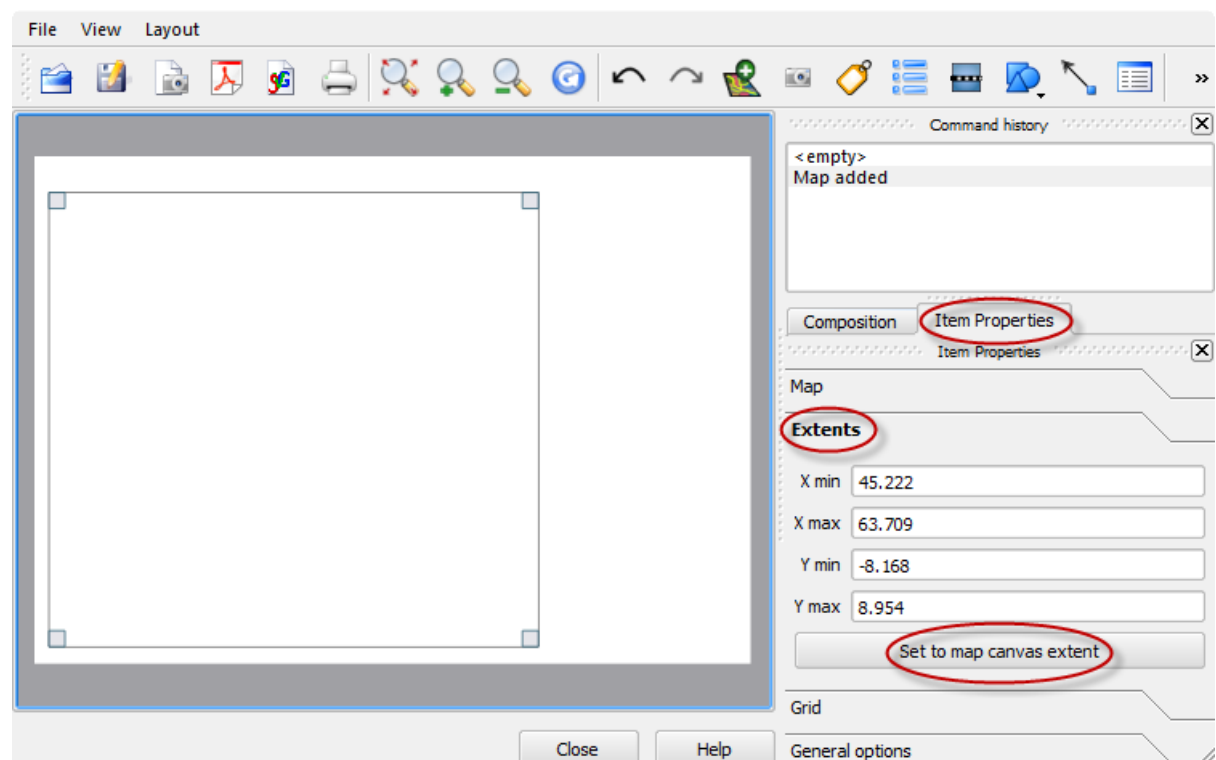 File View Layout
SVG
»
Command history
<empty>
Map added
Composition Item Properties
Item Properties
Map
Extents
X min 45.222
X max 63.709
Y min -8.168
Y max 8.954
Set to map canvas extent
Grid
General options
Close Help